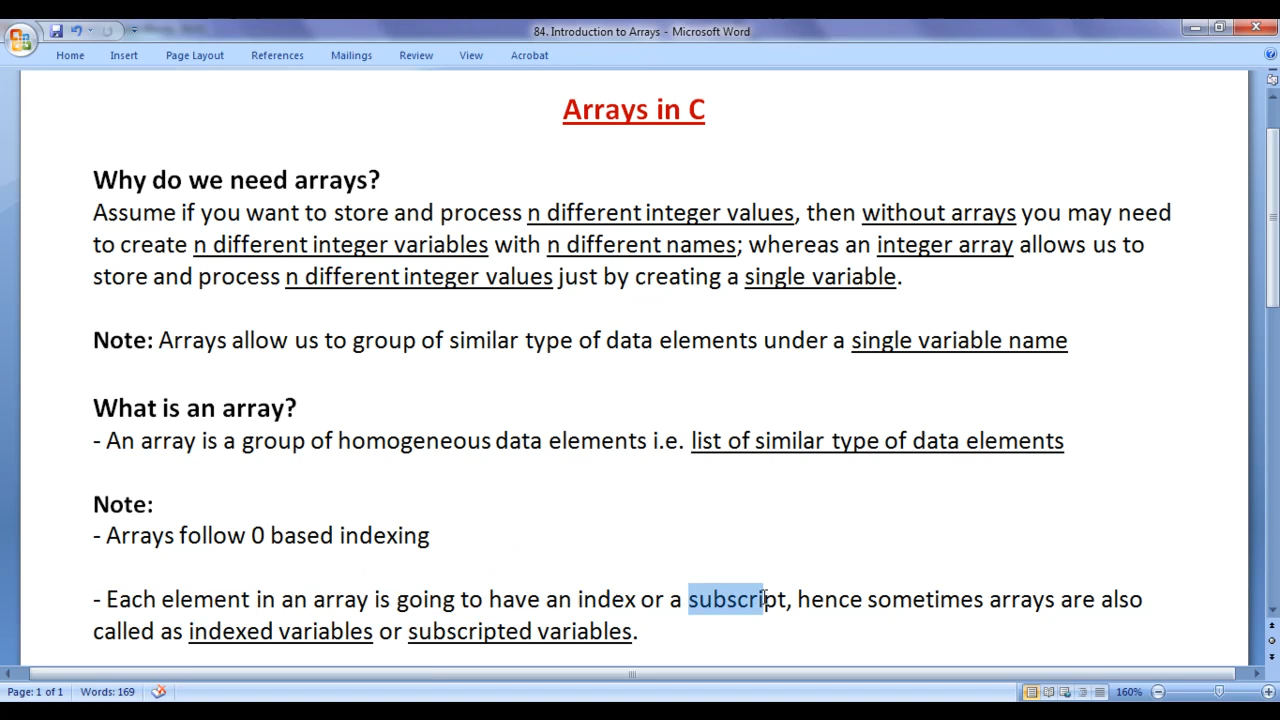 84. Introduction to Arrays - Microsoft Word
Home Insert Page Layout References Mailings Review View Acrobat
Arrays in C
Why do we need arrays?
Assume if you want to store and process n different integer values, then without arrays you may need
to create n different integer variables with n different names; whereas an integer array allows us to
store and process n different integer values just by creating a single variable.
Note: Arrays allow us to group of similar type of data elements under a single variable name
What is an array?
- An array is a group of homogeneous data elements i.e. list of similar type of data elements
Note:
- Arrays follow 0 based indexing
- Each element in an array is going to have an index or a subscript, hence sometimes arrays are also
called as indexed variables or subscripted variables.
Page: 1 of 1 Words: 169 160%